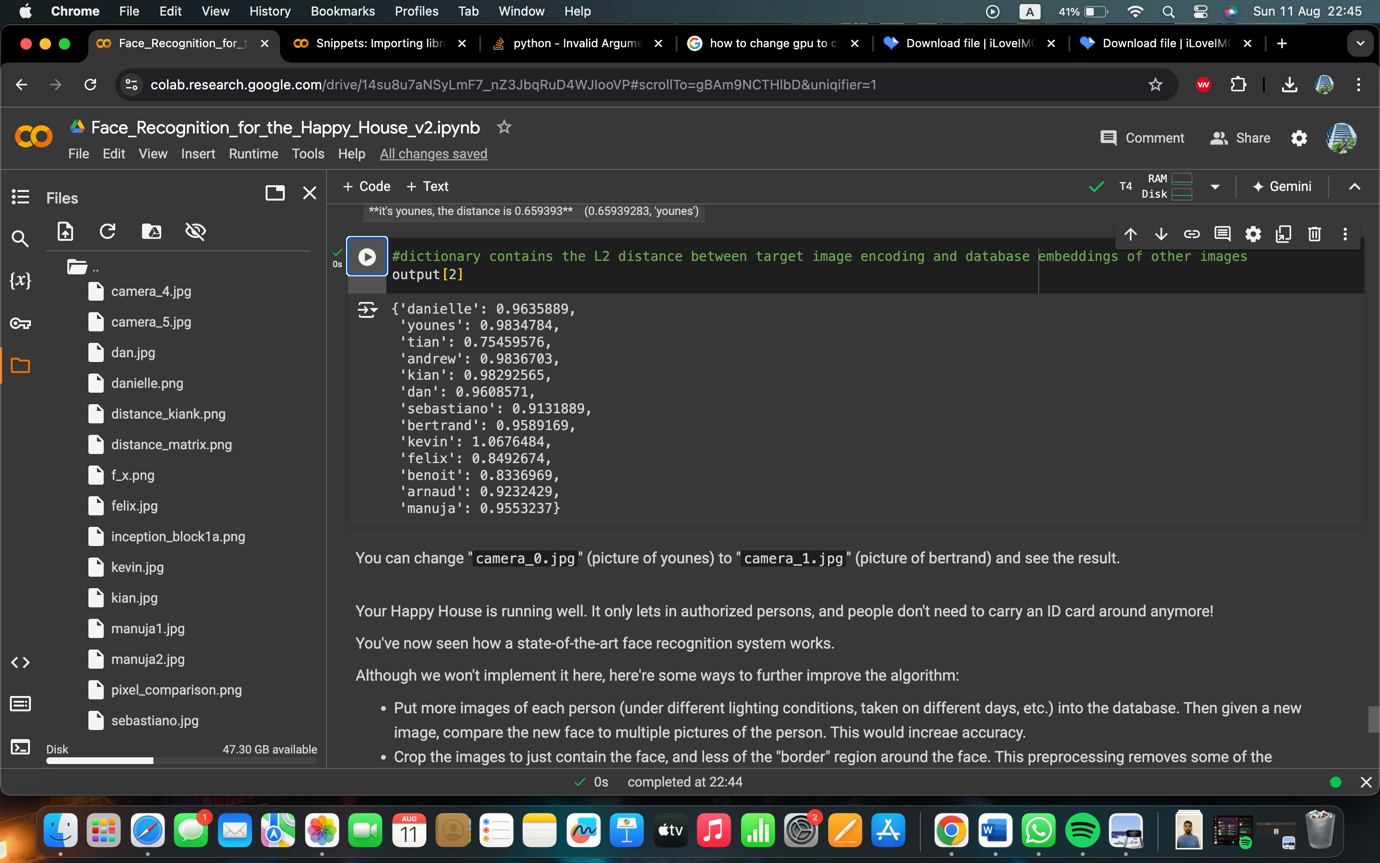 Chrome File Edit View History Bookmarks Profiles Tab Window Help A 41% Sun 11 Aug 22:45
Face_Recognition_for_t Snippets: Importing libra python - Invalid Argume how to change gpu to c Download file | iLoveIMG Download file | iLoveIMG
colab.research.google.com/drive/14su8u7aNSyLmF7_nZ3JbqRuD4WJlooVP#scrollTo=gBAm9NCTHlbD&uniqifier=1
Face_Recognition_for_the_Happy_House_v2.ipynb
Comment Share
File Edit View Insert Runtime Tools Help All changes saved
Files
+ Code + Text
T4 RAM Disk Gemini
**it's younes, the distance is 0.659393** (0.65939283, 'younes')
0s
#dictionary contains the L2 distance between target image encoding and database embeddings of other images
output[2]
{'danielle': 0.9635889,
'younes': 0.9834784,
'tian': 0.75459576,
'andrew': 0.9836703,
'kian': 0.98292565,
'dan': 0.9608571,
'sebastiano': 0.9131889,
'bertrand': 0.9589169,
'kevin': 1.0676484,
'felix': 0.8492674,
'benoit': 0.8336969,
'arnaud': 0.9232429,
'manuja': 0.9553237}
You can change "camera_0.jpg" (picture of younes) to "camera_1.jpg" (picture of bertrand) and see the result.
Your Happy House is running well. It only lets in authorized persons, and people don't need to carry an ID card around anymore!
You've now seen how a state-of-the-art face recognition system works.
Although we won't implement it here, here're some ways to further improve the algorithm:
• Put more images of each person (under different lighting conditions, taken on different days, etc.) into the database. Then given a new
image, compare the new face to multiple pictures of the person. This would increae accuracy.
• Crop the images to just contain the face, and less of the "border" region around the face. This preprocessing removes some of the
{x}
..
camera_4.jpg
camera_5.jpg
dan.jpg
danielle.png
distance_kiank.png
distance_matrix.png
f_x.png
felix.jpg
inception_block1a.png
kevin.jpg
kian.jpg
manuja1.jpg
manuja2.jpg
pixel_comparison.png
sebastiano.jpg
Disk 47.30 GB available
0s completed at 22:44
1
AUG
11
tv
2
W